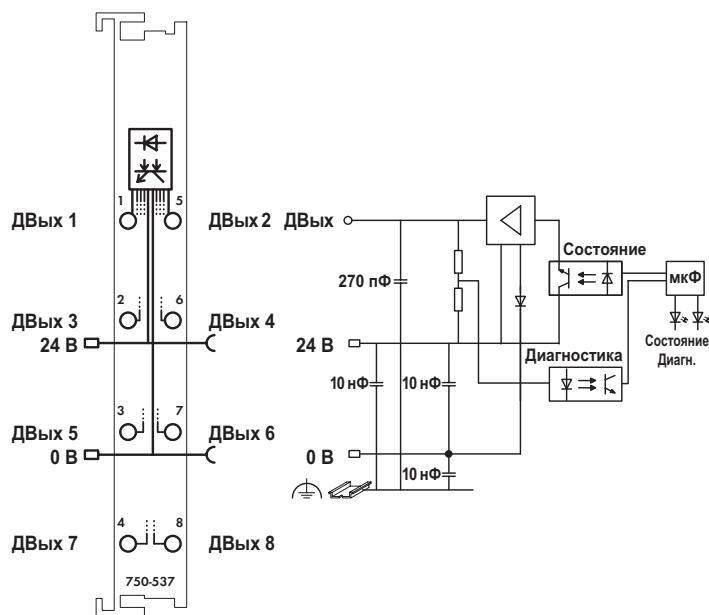 1
5
ДВых 1
ДВых 2
ДВых
Состояние
270 пФ
мкФ
2
6
ДВых 3
ДВых 4
24 В
24 В
Состояние
Диагн.
Диагностика
10 нФ
10 нФ
3
7
ДВых 5
ДВых 6
0 В
0 В
10 нФ
4
8
ДВых 7
ДВых 8
750-537